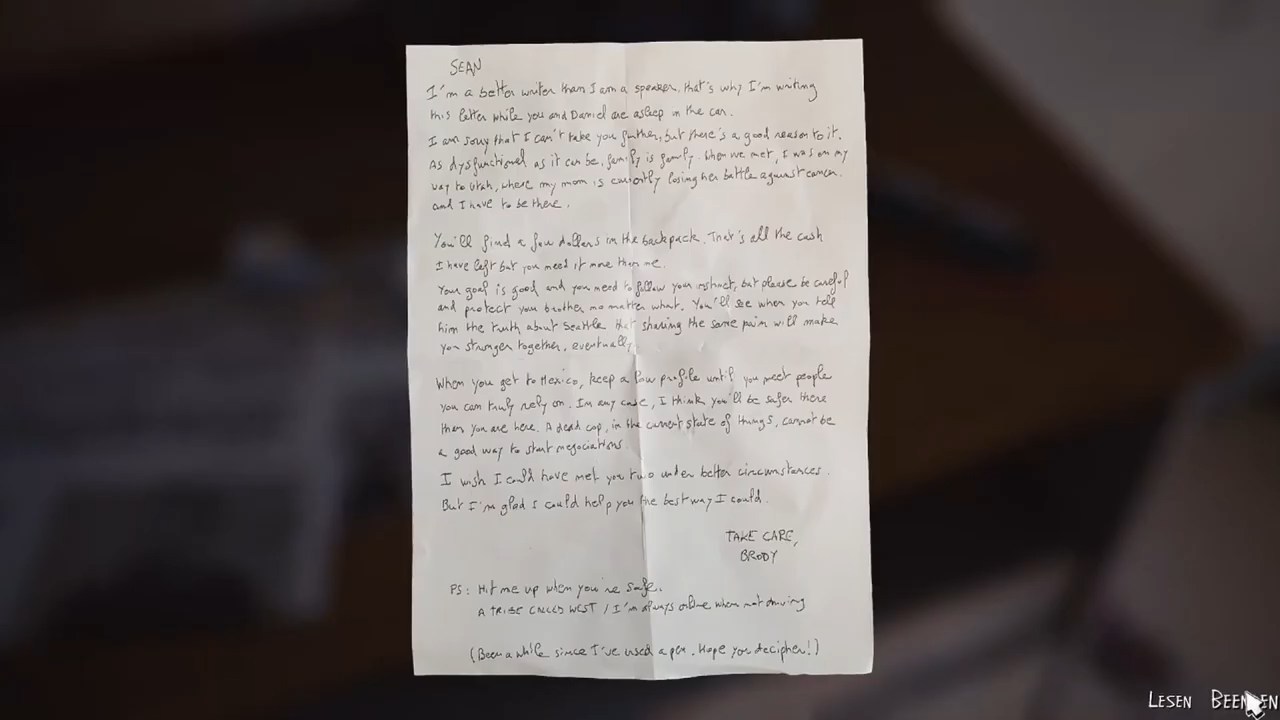 SEAN
I'm a better writer than I am a speaker, that's why I'm writing
this letter while you and Daniel are asleep in the car.
I am sorry that I can't take you further, but there's a good reason to it.
As dysfunctional as it can be, family is family. When we met, I was on my
way to Utah, where my mom is currently losing her battle against cancer.
and I have to be there.
You'll find a few dollars in the backpack. That's all the cash
I have left but you need it more than me.
Your goal is good and you need to follow your instinct, but please be careful
and protect your brother no matter what. You'll see when you tell
him the truth about Seattle that sharing the same pain will make
you stronger together, eventually.
When you get to Mexico, keep a low profile until you meet people
you can truly rely on. In any case, I think you'll be safer there
than you are here. A dead cop, in the current state of things, cannot be
a good way to start negociations.
I wish I could have met you two under better circumstances.
But I'm glad I could help you the best way I could.
TAKE CARE,
BRODY
PS: Hit me up when you're safe.
A TRIBE CALLED WEST / I'm always online when not driving
(Been a while since I've used a pen. Hope you decipher!)
LESEN BEENDEN